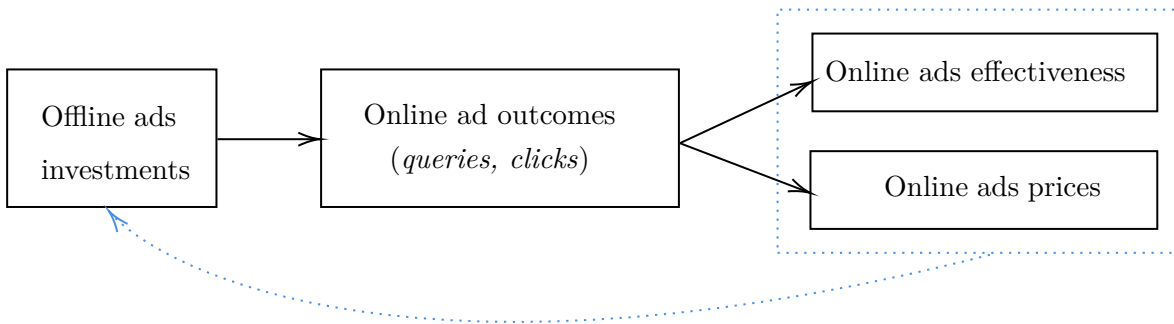 Offline ads
investments
Online ad outcomes
(queries, clicks)
Online ads effectiveness
Online ads prices